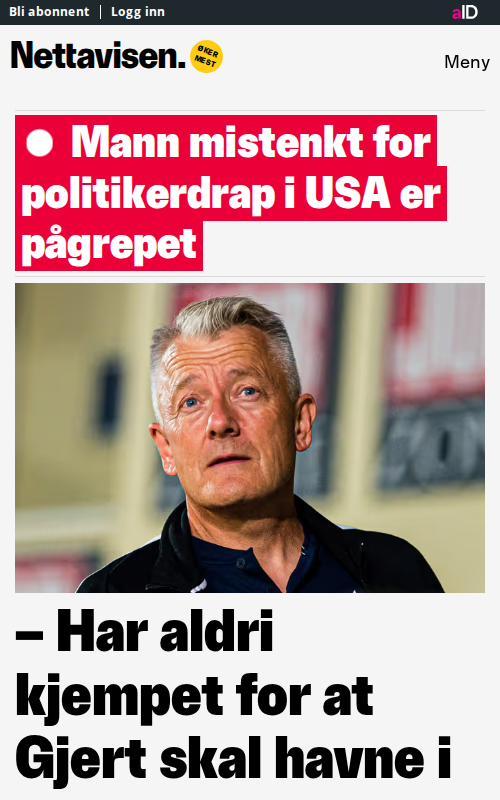 Bli abonnent
Logg inn
aID
Nettavisen.
ØKER
MEST
Meny
Mann mistenkt for
politikerdrap i USA er
pågrepet
– Har aldri
kjempet for at
Gjert skal havne i